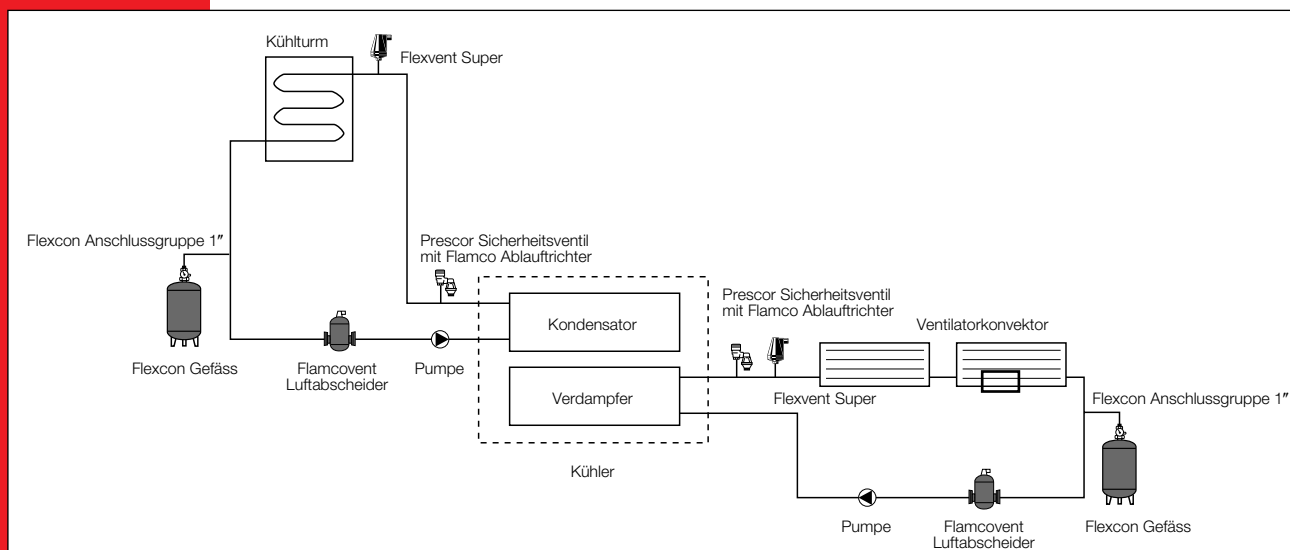 Kühlturm
Flexvent Super
Flexcon Anschlussgruppe 1″
Prescor Sicherheitsventil
mit Flamco Ablauftrichter
Prescor Sicherheitsventil
mit Flamco Ablauftrichter
Kondensator
Ventilatorkonvektor
Flexcon Gefäss
Flamcovent
Luftabscheider
Pumpe
Verdampfer
Flexvent Super
Flexcon Anschlussgruppe 1″
Kühler
Pumpe
Flamcovent
Luftabscheider
Flexcon Gefäss